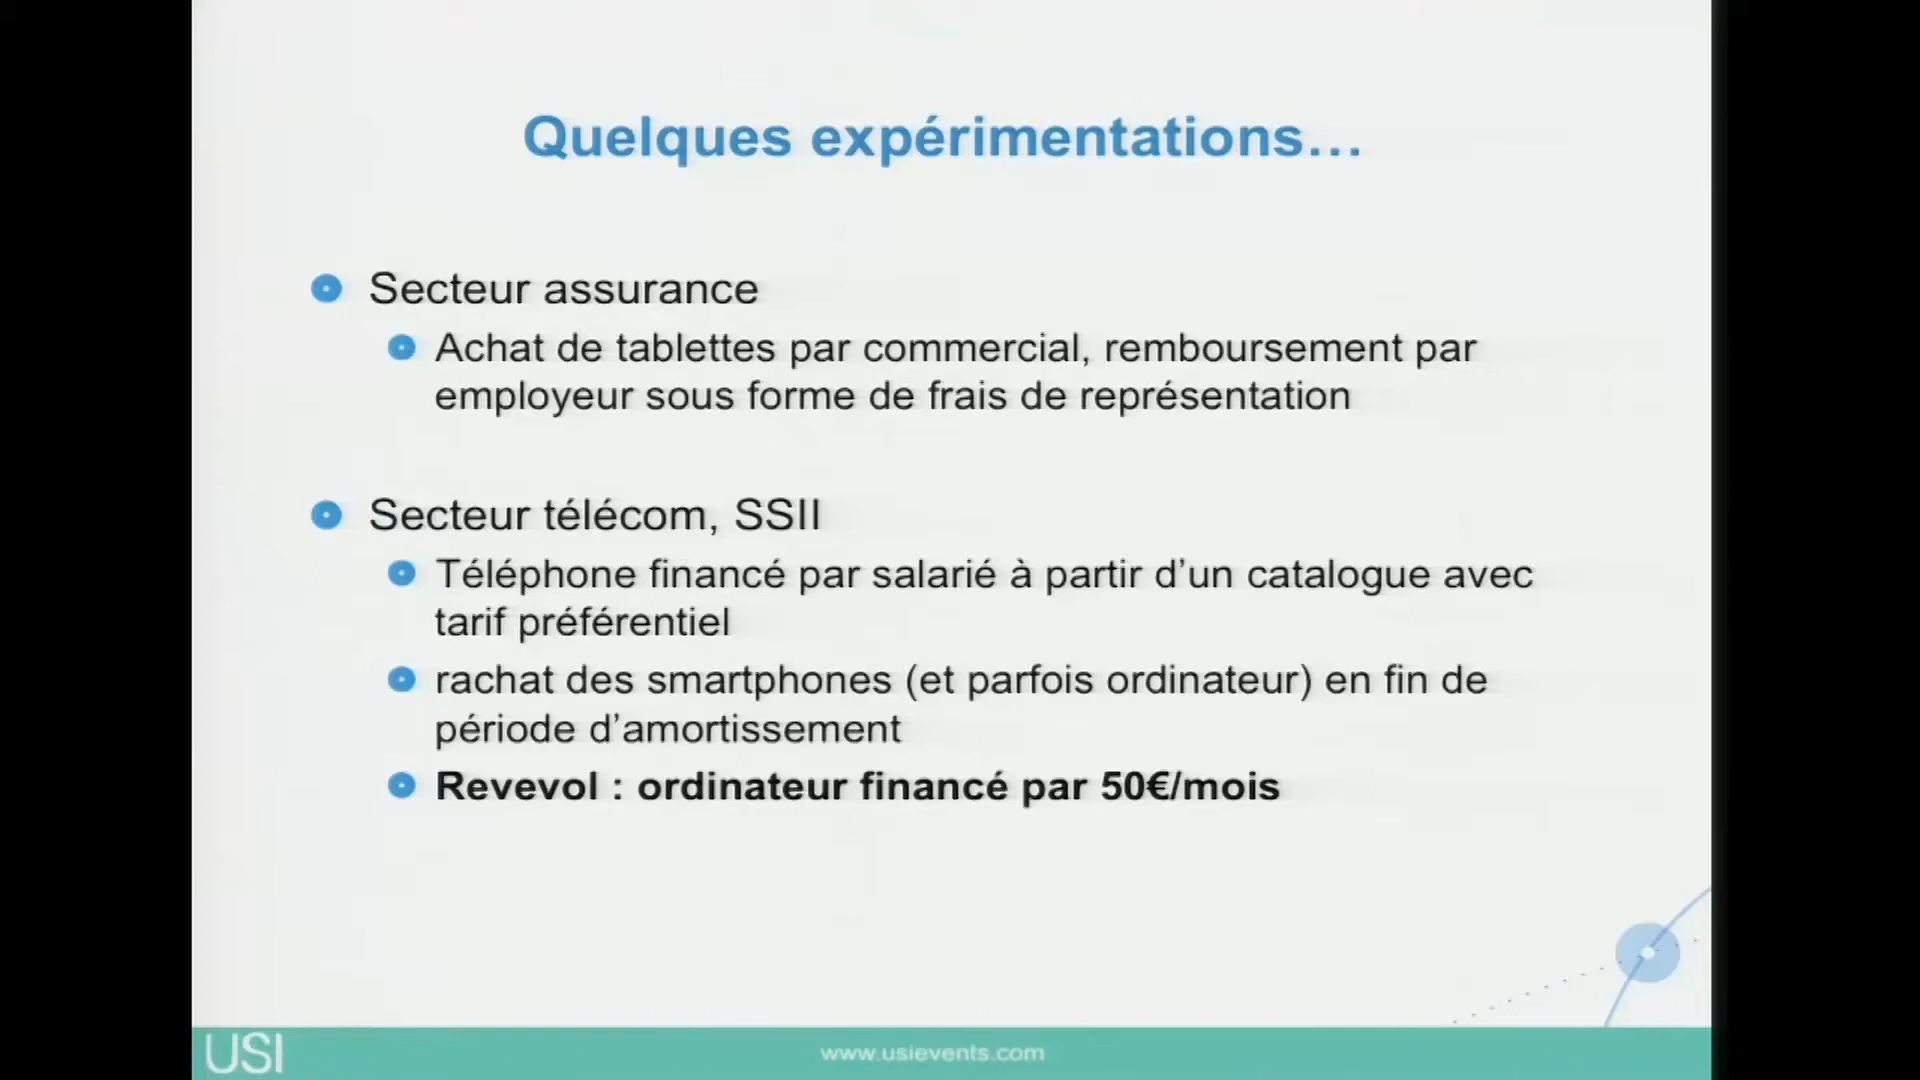 Quelques expérimentations…
Secteur assurance
Achat de tablettes par commercial, remboursement par
employeur sous forme de frais de représentation
Secteur télécom, SSII
Téléphone financé par salarié à partir d’un catalogue avec
tarif préférentiel
rachat des smartphones (et parfois ordinateur) en fin de
période d’amortissement
Revevol : ordinateur financé par 50€/mois
USI
www.usievents.com